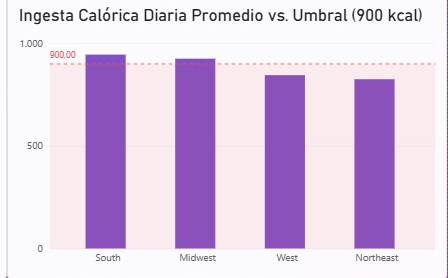 Ingesta Calórica Diaria Promedio vs. Umbral (900 kcal)
1.000
900,00
500
0
South Midwest West Northeast